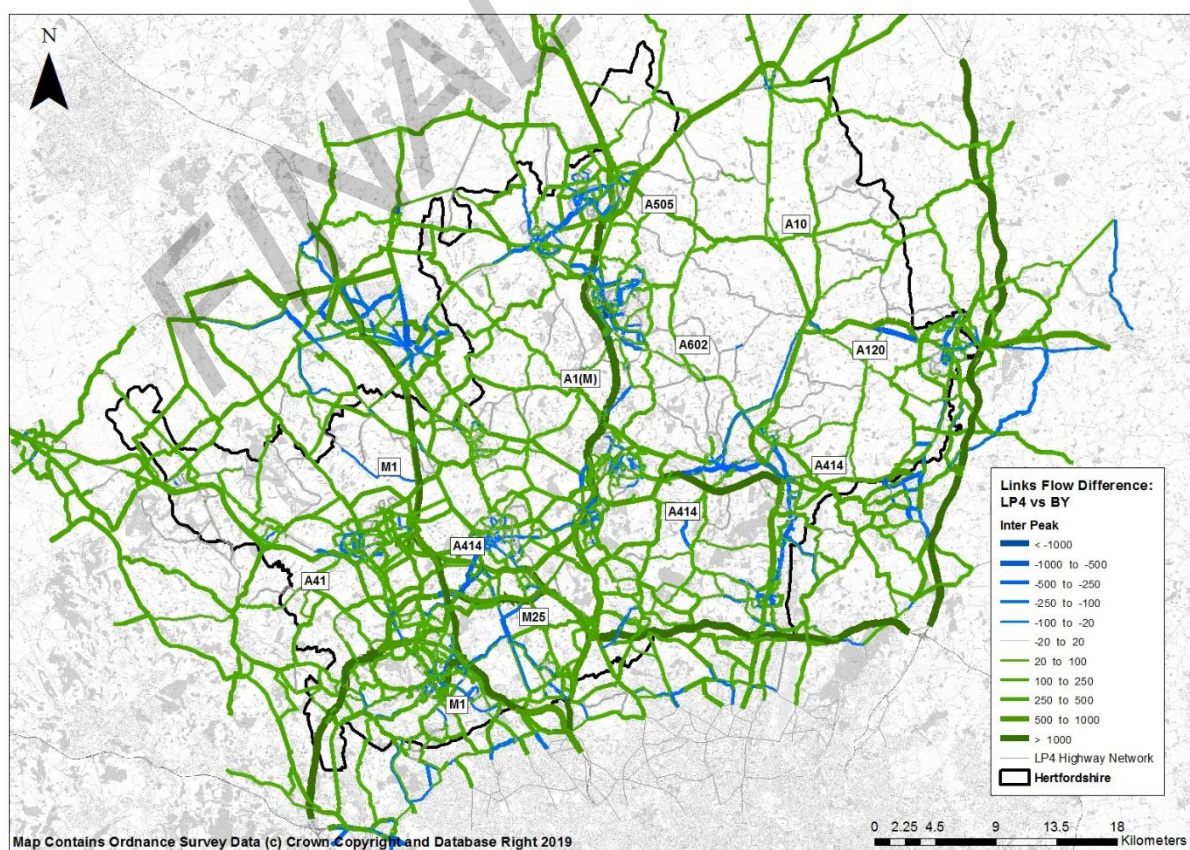 FINAL
N
A505
A10
A602
A120
A1(M)
M1
A414
A414
A414
A41
M25
M1
Links Flow Difference:
LP4 vs BY
Inter Peak
< -1000
-1000 to -500
-500 to -250
-250 to -100
-100 to -20
-20 to 20
20 to 100
100 to 250
250 to 500
500 to 1000
> 1000
LP4 Highway Network
Hertfordshire
Map Contains Ordnance Survey Data (c) Crown Copyright and Database Right 2019
0 2.25 4.5 9 13.5 18
Kilometers